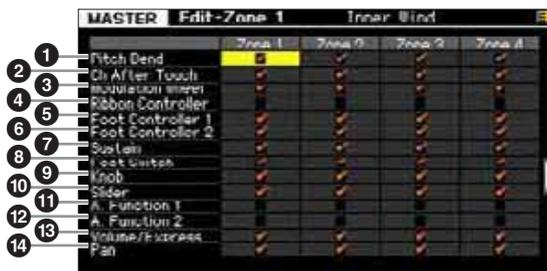 MASTER Edit-Zone 1 Inner Wind
Zone 1 Zone 2 Zone 3 Zone 4
1 Pitch Bend
2 Ch After Touch
3 Modulation Wheel
4 Ribbon Controller
5 Foot Controller 1
6 Foot Controller 2
7 Sustain
8 Foot Switch
9 Knob
10 Slider
11 A. Function 1
12 A. Function 2
13 Volume/Express
14 Pan